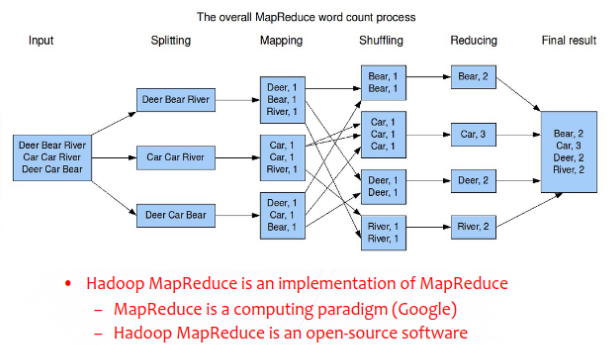 The overall MapReduce word count process
Input
Splitting
Mapping
Shuffling
Reducing
Final result
Deer Bear River
Car Car River
Deer Car Bear
Deer Bear River
Car Car River
Deer Car Bear
Deer, 1
Bear, 1
River, 1
Car, 1
Car, 1
River, 1
Deer, 1
Car, 1
Bear, 1
Bear, 1
Bear, 1
Car, 1
Car, 1
Car, 1
Deer, 1
Deer, 1
River, 1
River, 1
Bear, 2
Car, 3
Deer, 2
River, 2
Bear, 2
Car, 3
Deer, 2
River, 2
• Hadoop MapReduce is an implementation of MapReduce
– MapReduce is a computing paradigm (Google)
– Hadoop MapReduce is an open-source software